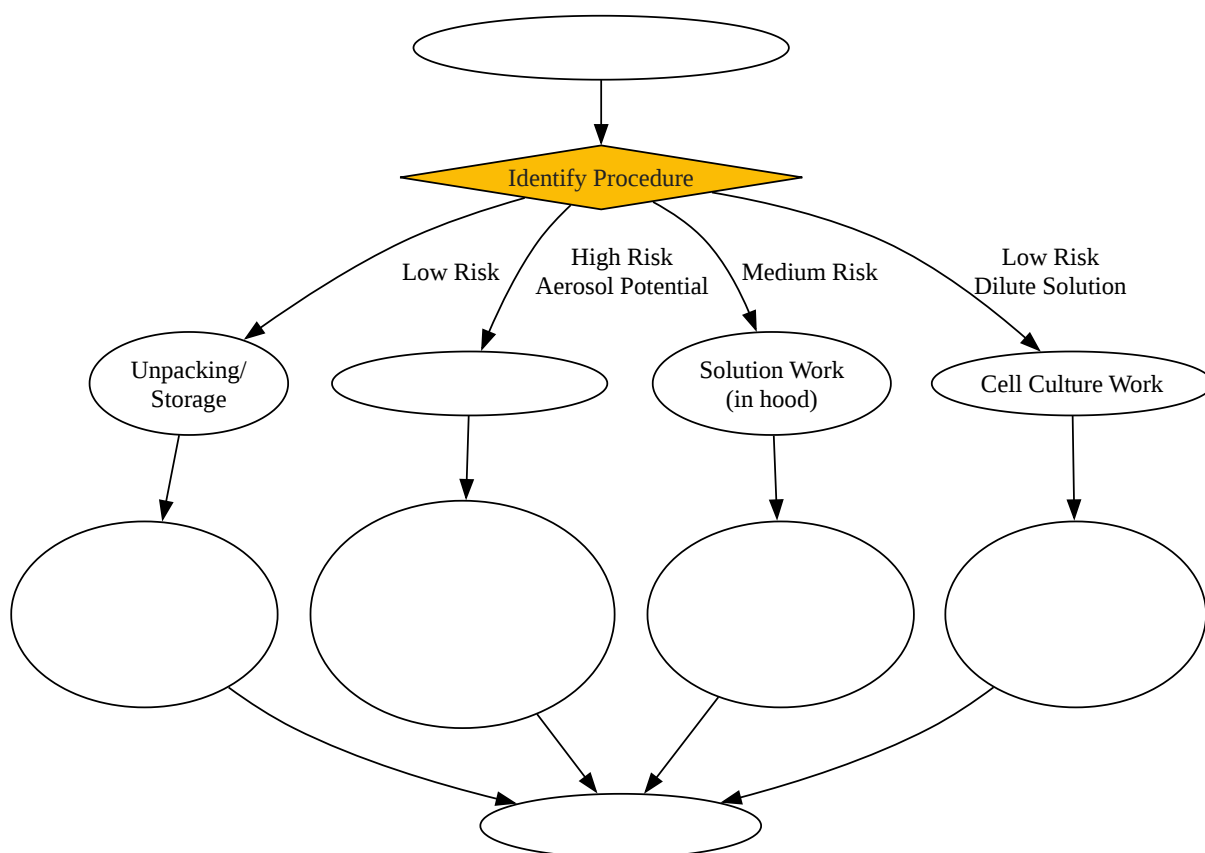 Identify Procedure
Low Risk
High Risk
Aerosol Potential
Medium Risk
Low Risk
Dilute Solution
Unpacking/
Storage
Solution Work
(in hood)
Cell Culture Work